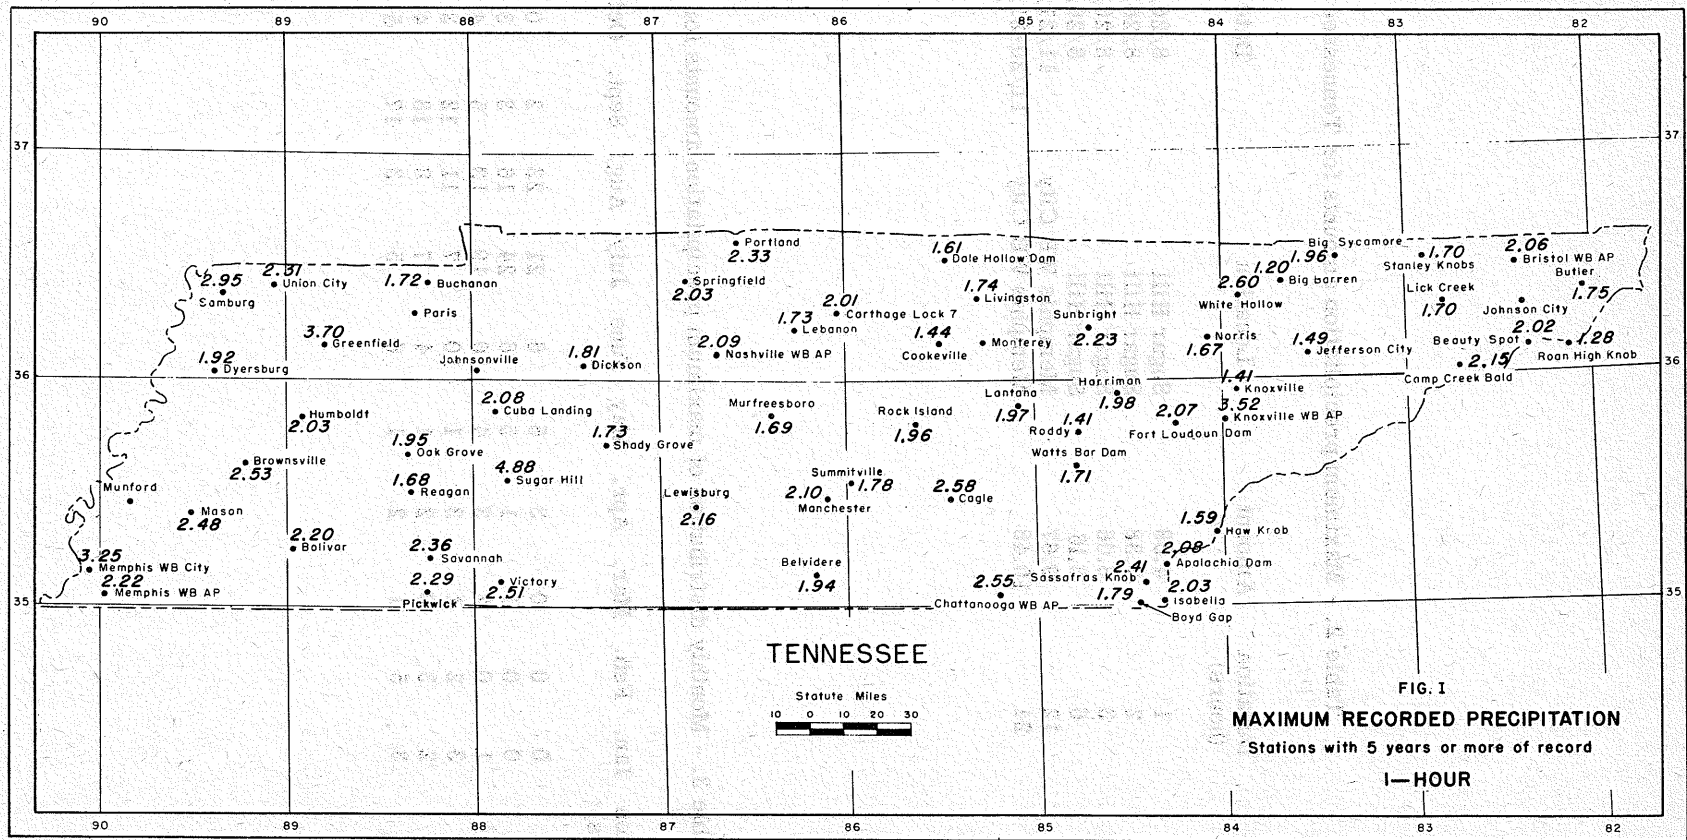 90 89 88 87 86 85 84 83 82
37 37
Portland
2.33
Big Sycamore
1.96
1.61
Dale Hollow Dam
1.70
Stanley Knobs
2.06
Bristol WB AP
2.95
Samburg
2.31
Union City
1.72
Buchanan
Springfield
2.03
1.20
Big barren
Butler
1.75
1.74
Livingston
2.60
White Hollow
Lick Creek
1.70
Johnson City
2.02
Paris
2.01
Carthage Lock 7
1.73
Lebanon
Sunbright
2.23
3.70
Greenfield
2.09
Nashville WB AP
1.44
Cookeville
Monterey
Norris
1.67
1.49
Jefferson City
Beauty Spot
1.28
Roan High Knob
1.92
Dyersburg
Johnsonville
1.81
Dickson
2.15
Camp Creek Bald
36 36
Harriman
1.98
1.41
Knoxville
2.08
Cuba Landing
Murfreesboro
1.69
Rock Island
1.96
Lantana
1.97
1.41
Roddy
2.07
Fort Loudoun Dam
3.52
Knoxville WB AP
Humboldt
2.03
1.95
Oak Grove
1.73
Shady Grove
Watts Bar Dam
1.71
Brownsville
2.53
4.88
Sugar Hill
Summitville
1.78
Munford
1.68
Reagan
Lewisburg
2.16
2.10
Manchester
2.58
Cagle
Mason
2.48
1.59
Haw Knob
2.20
Bolivar
2.36
Savannah
2.08
Apalachia Dam
3.25
Memphis WB City
2.22
Memphis WB AP
2.29
Pickwick
Victory
2.51
Belvidere
1.94
2.55
Chattanooga WB AP
2.41
Sassafras Knob
1.79
Boyd Gap
2.03
Isabella
35 35
TENNESSEE
Statute Miles
10 0 10 20 30
FIG. I
MAXIMUM RECORDED PRECIPITATION
Stations with 5 years or more of record
1—HOUR
90 89 88 87 86 85 84 83 82